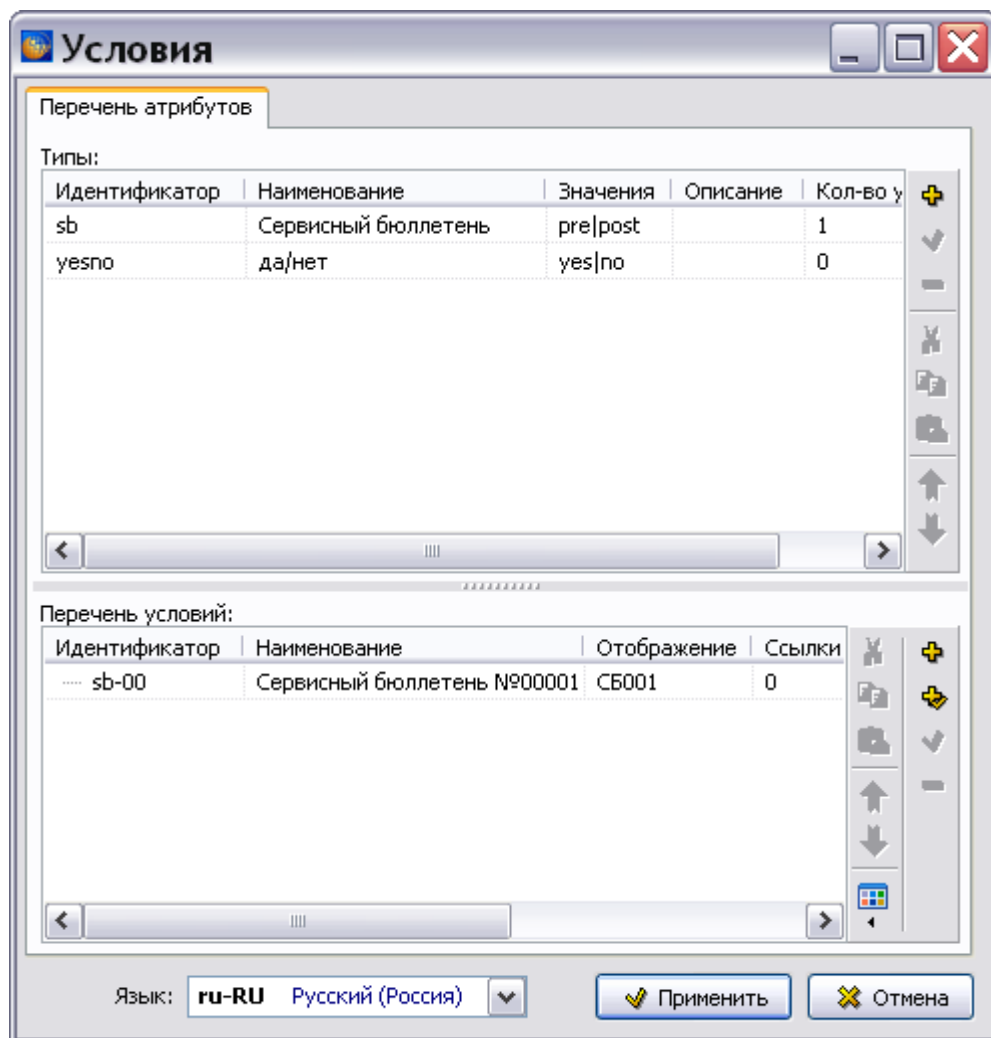 Условия
Перечень атрибутов
Типы:
Идентификатор Наименование Значения Описание Кол-во у
sb Сервисный бюллетень pre|post 1
yesno да/нет yes|no 0
Перечень условий:
Идентификатор Наименование Отображение Ссылки
sb-00 Сервисный бюллетень №00001 СБ001 0
Язык: ru-RU Русский (Россия) Применить Отмена